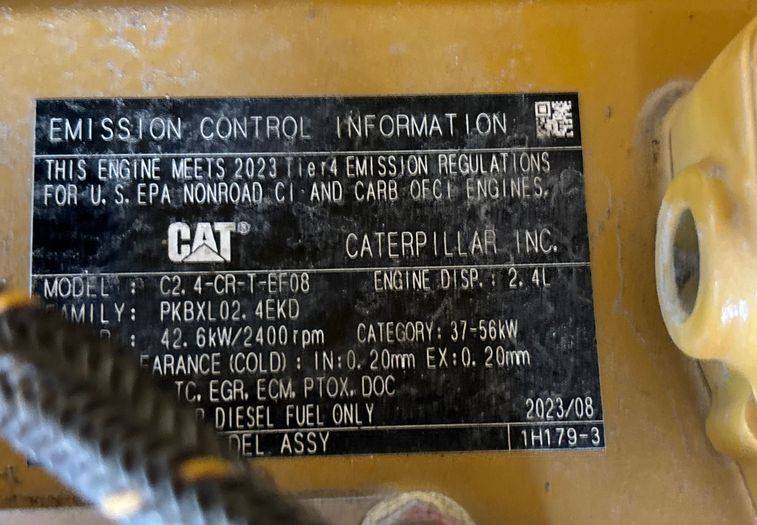 EMISSION CONTROL INFORMATION
THIS ENGINE MEETS 2023 Tier4 EMISSION REGULATIONS
FOR U.S. EPA NONROAD CI AND CARB OFCI ENGINES.
CAT® CATERPILLAR INC.
MODEL : C2.4-CR-T-EF08 ENGINE DISP.: 2.4L
AMILY: PKBXL02.4EKD
R : 42.6kW/2400rpm CATEGORY: 37-56kW
EARANCE (COLD) : IN:0.20mm EX:0.20mm
TC, EGR, ECM, PTOX, DOC
DIESEL FUEL ONLY 2023/08
DEL ASSY 1H179-3